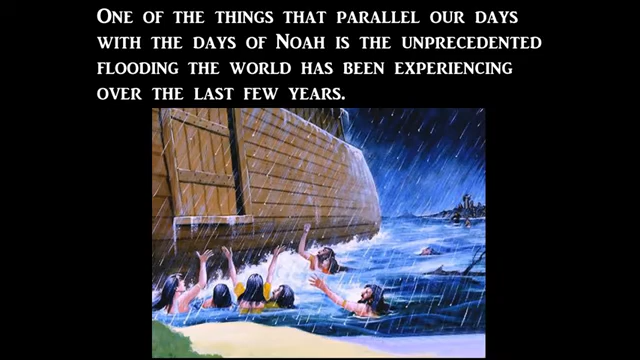 One of the things that parallel our days
with the days of Noah is the unprecedented
flooding the world has been experiencing
over the last few years.